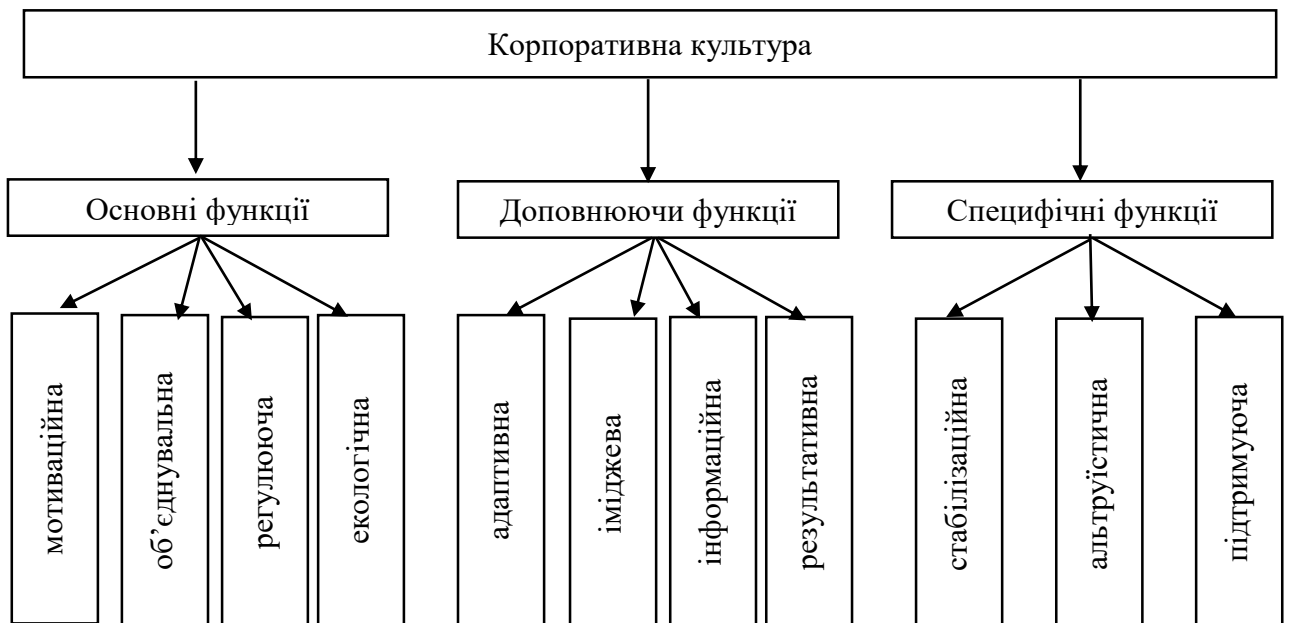 Корпоративна культура
Основні функції
Доповнюючи функції
Специфічні функції
мотиваційна
об’єднувальна
регулююча
екологічна
адаптивна
іміджева
інформаційна
результативна
стабілізаційна
альтруїстична
підтримуюча